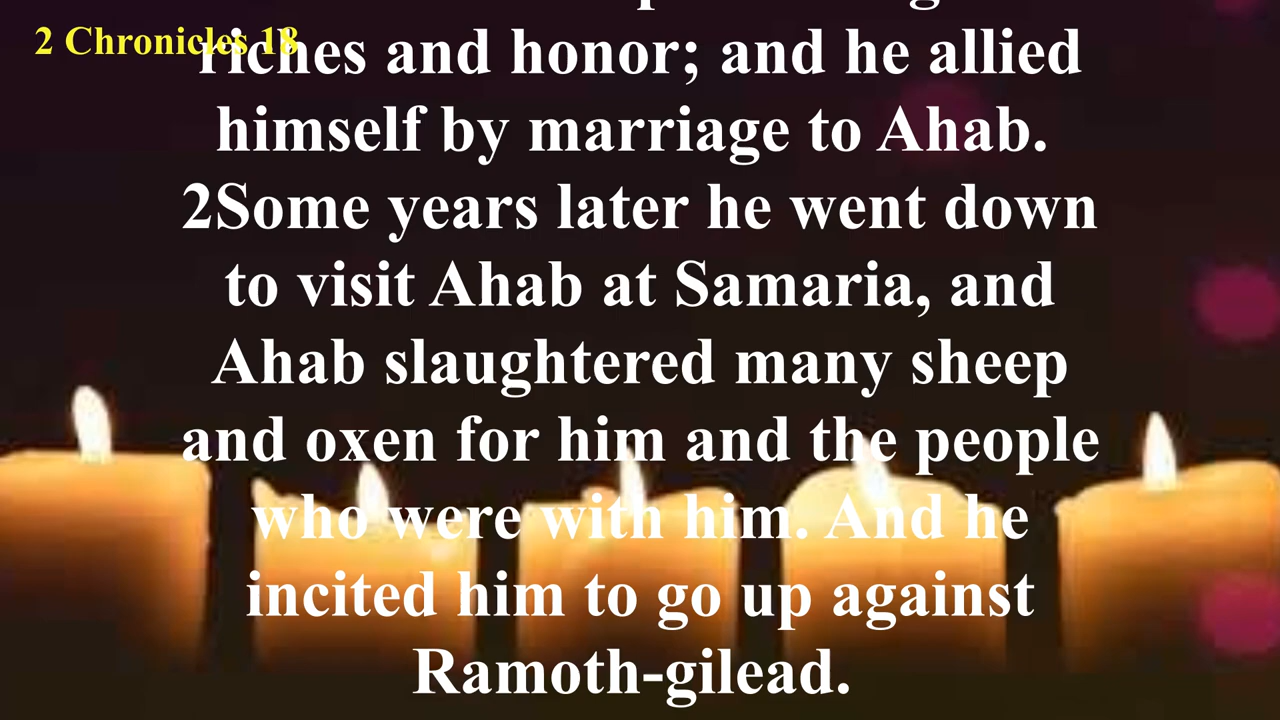 2 Chronicles 18
riches and honor; and he allied
himself by marriage to Ahab.
2Some years later he went down
to visit Ahab at Samaria, and
Ahab slaughtered many sheep
and oxen for him and the people
who were with him. And he
incited him to go up against
Ramoth-gilead.